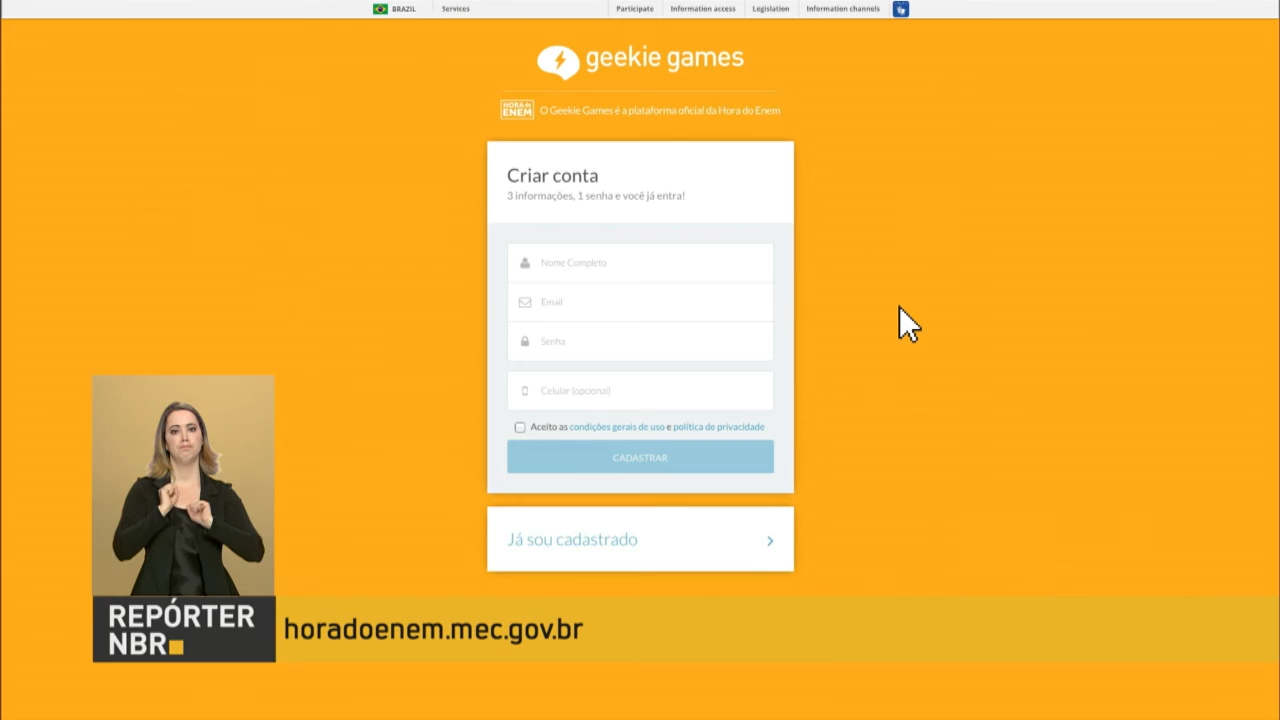 BRAZIL Services Participate Information access Legislation Information channels
geekie games
HORA do ENEM
O Geekie Games é a plataforma oficial da Hora do Enem
Criar conta
3 informações, 1 senha e você já entra!
Nome Completo
Email
Senha
Celular (opcional)
Aceito as condições gerais de uso e política de privacidade
CADASTRAR
Já sou cadastrado
REPÓRTER
NBR
horadoenem.mec.gov.br